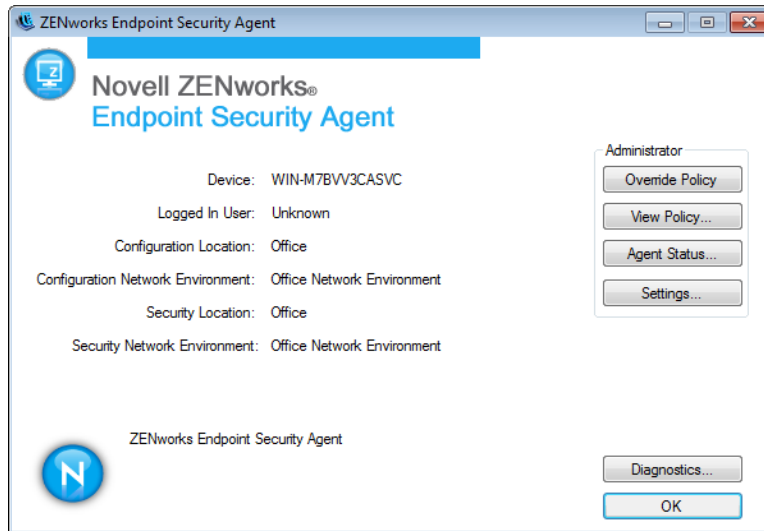 ZENworks Endpoint Security Agent
Z
Novell ZENworks®
Endpoint Security Agent
Administrator
Device: WIN-M7BVV3CASVC
Override Policy
Logged In User: Unknown
View Policy...
Configuration Location: Office
Agent Status...
Configuration Network Environment: Office Network Environment
Settings...
Security Location: Office
Security Network Environment: Office Network Environment
ZENworks Endpoint Security Agent
N
Diagnostics...
OK